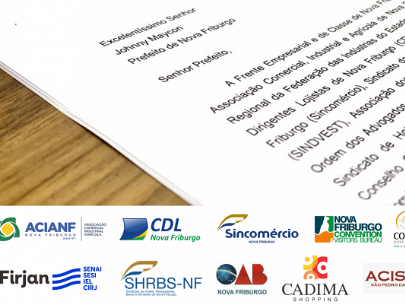 Excelentíssimo Senhor
Johnny Maycon
Prefeito de Nova Friburgo
Senhor Prefeito,
A Frente Empresarial e de Classe de Nova
Associação Comercial, Industrial e Agrícola de Nova
Regional da Federação das Indústrias do Estado
Dirigentes Lojistas de Nova Friburgo
Friburgo (Sincomércio), Sindicato
(SINDVEST), Associação dos
Ordem dos Advogados
Sindicato de
Conselho
ACIANF
NOVA FRIBURGO
ASSOCIAÇÃO
COMERCIAL
INDUSTRIAL
AGRÍCOLA
CDL
Nova Friburgo
Sincomércio
NOVA FRIBURGO
NOVA
FRIBURGO
CONVENTION
VISITORS BUREAU
Firjan
SENAI
SESI
IEL
CIRJ
SHRBS-NF
OAB
NOVA FRIBURGO
CADIMA
SHOPPING
ACIS